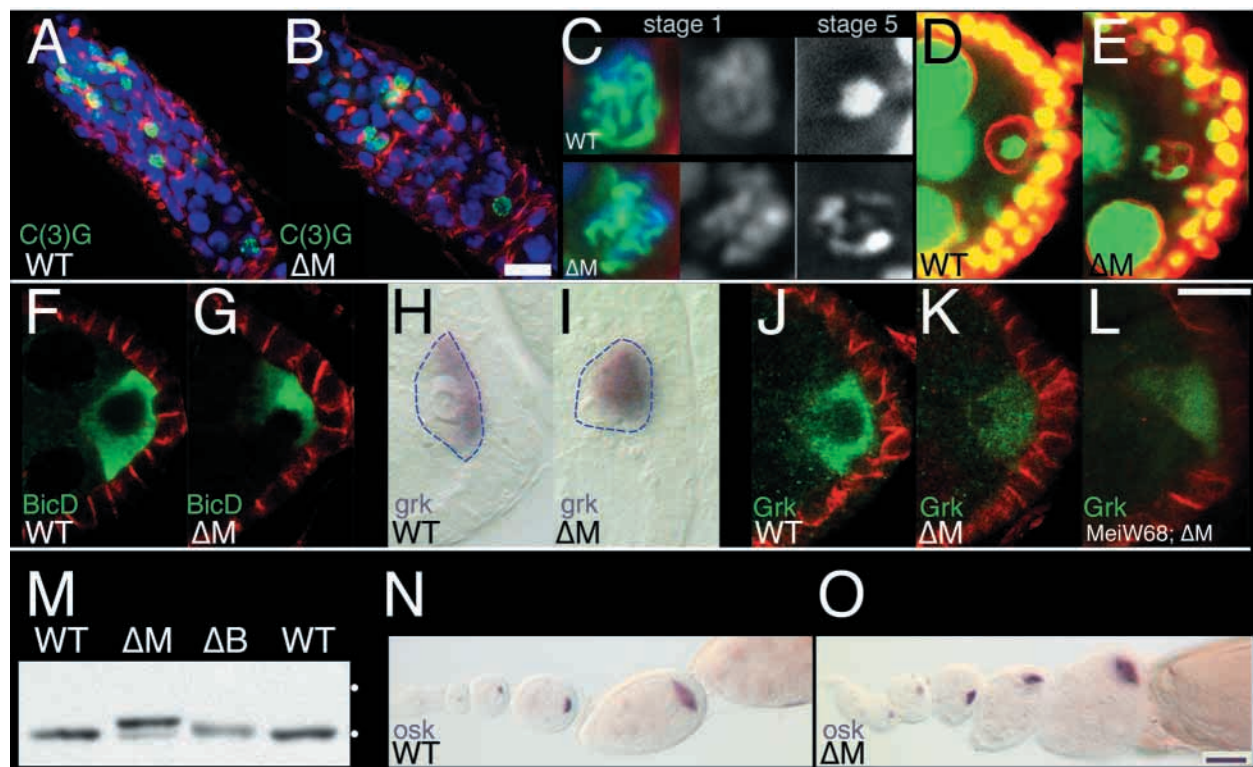 A
B
C
stage 1
stage 5
D
E
WT
C(3)G
WT
C(3)G
ΔM
ΔM
WT
ΔM
F
G
H
I
J
K
L
BicD
WT
BicD
ΔM
grk
WT
grk
ΔM
Grk
WT
Grk
ΔM
Grk
MeiW68; ΔM
M
N
O
WT ΔM ΔB WT
osk
WT
osk
ΔM